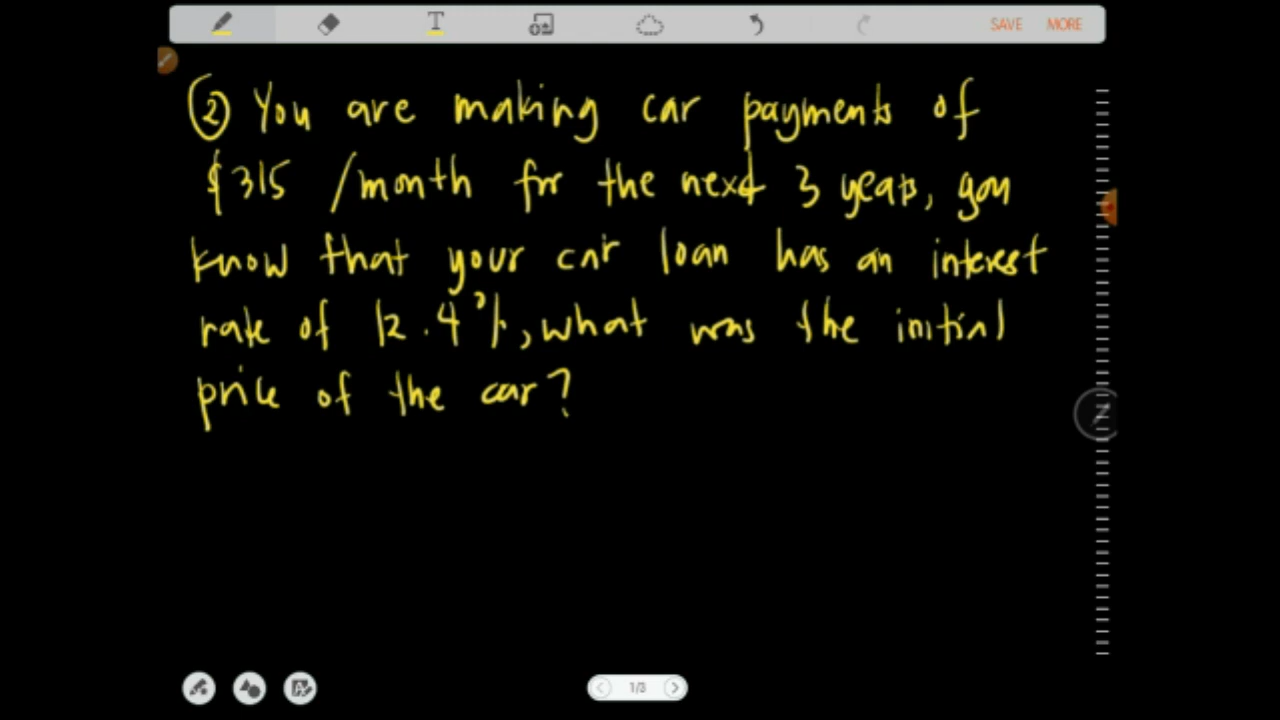 T SAVE MORE
② You are making car payments of
$315 /month for the next 3 years, you
know that your car loan has an interest
rate of 12.4%, what was the initial
price of the car?
1/3